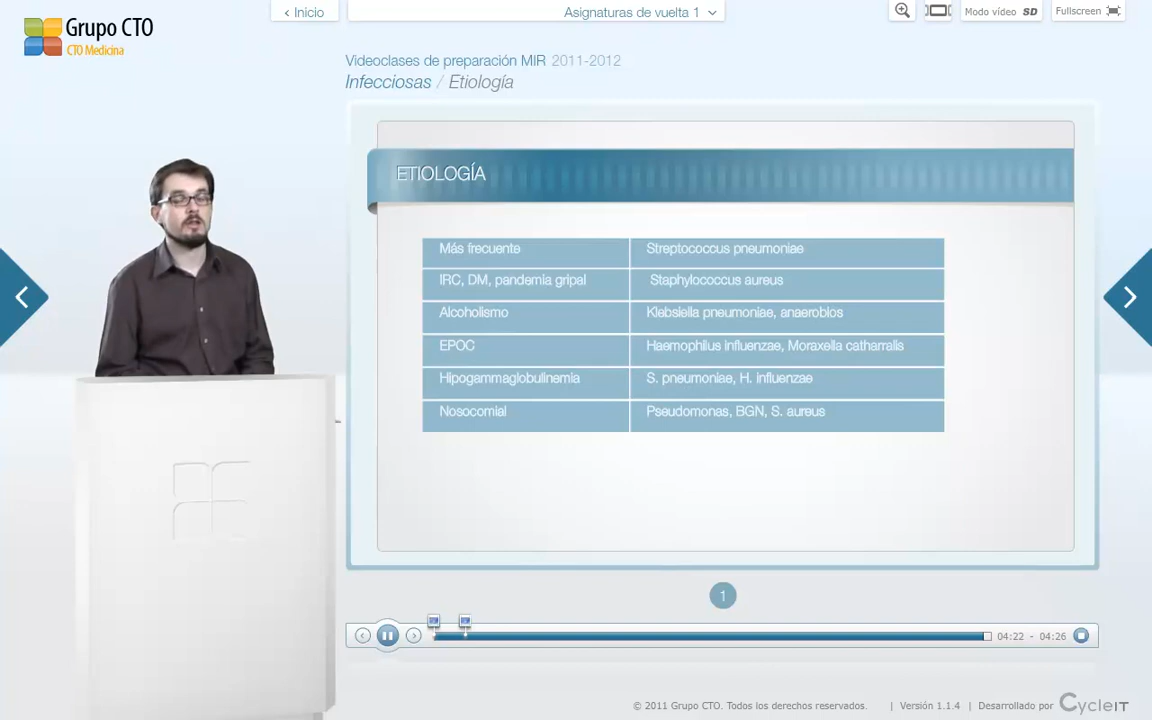 Grupo CTO
CTO Medicina
‹ Inicio
Asignaturas de vuelta 1
Modo vídeo SD
Fullscreen
Videoclases de preparación MIR 2011-2012
Infecciosas / Etiología
ETIOLOGÍA
Más frecuente Streptococcus pneumoniae
IRC, DM, pandemia gripal Staphylococcus aureus
Alcoholismo Klebsiella pneumoniae, anaerobios
EPOC Haemophilus influenzae, Moraxella catharralis
Hipogammaglobulinemia S. pneumoniae, H. influenzae
Nosocomial Pseudomonas, BGN, S. aureus
1
04:22 - 04:26
© 2011 Grupo CTO. Todos los derechos reservados. | Versión 1.1.4 | Desarrollado por CycleIT